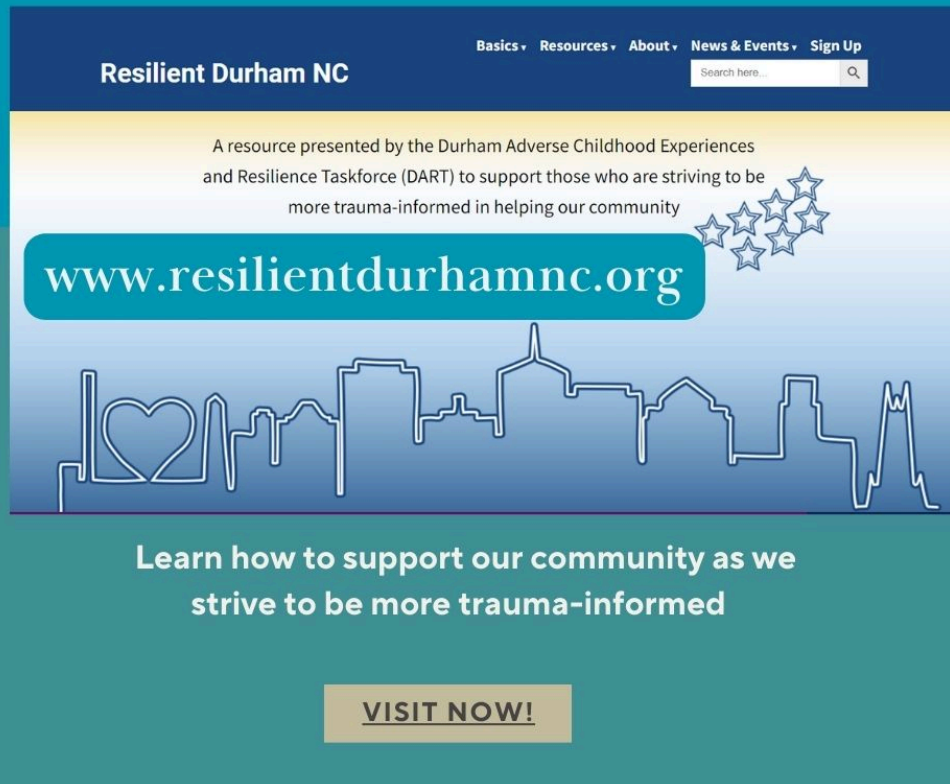 Basics ▾ Resources ▾ About ▾ News & Events ▾ Sign Up
Resilient Durham NC
Search here...
A resource presented by the Durham Adverse Childhood Experiences
and Resilience Taskforce (DART) to support those who are striving to be
more trauma-informed in helping our community
www.resilientdurhamnc.org
Learn how to support our community as we
strive to be more trauma-informed
VISIT NOW!